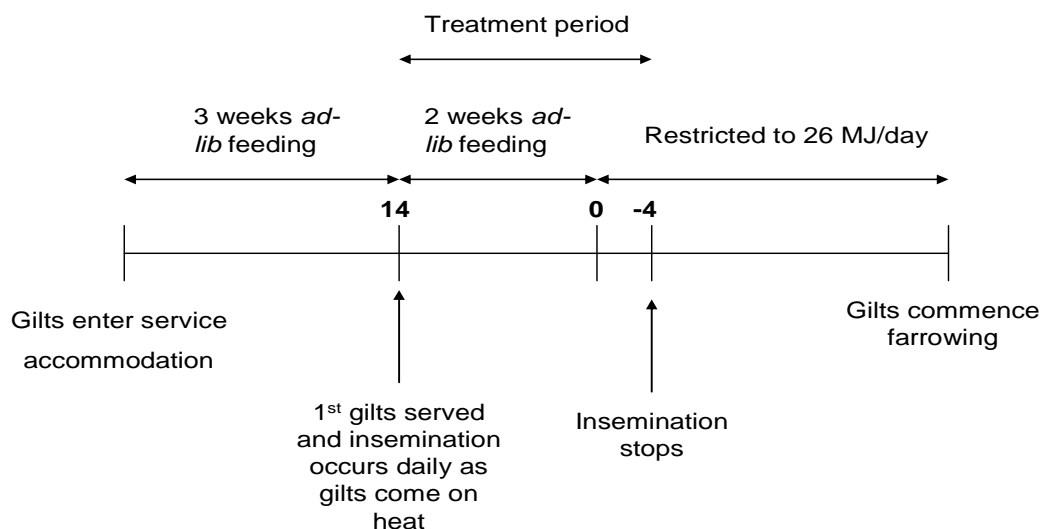 Treatment period
3 weeks ad-
lib feeding
2 weeks ad-
lib feeding
Restricted to 26 MJ/day
14
0
-4
Gilts enter service
accommodation
Gilts commence
farrowing
1st gilts served
and insemination
occurs daily as
gilts come on
heat
Insemination
stops